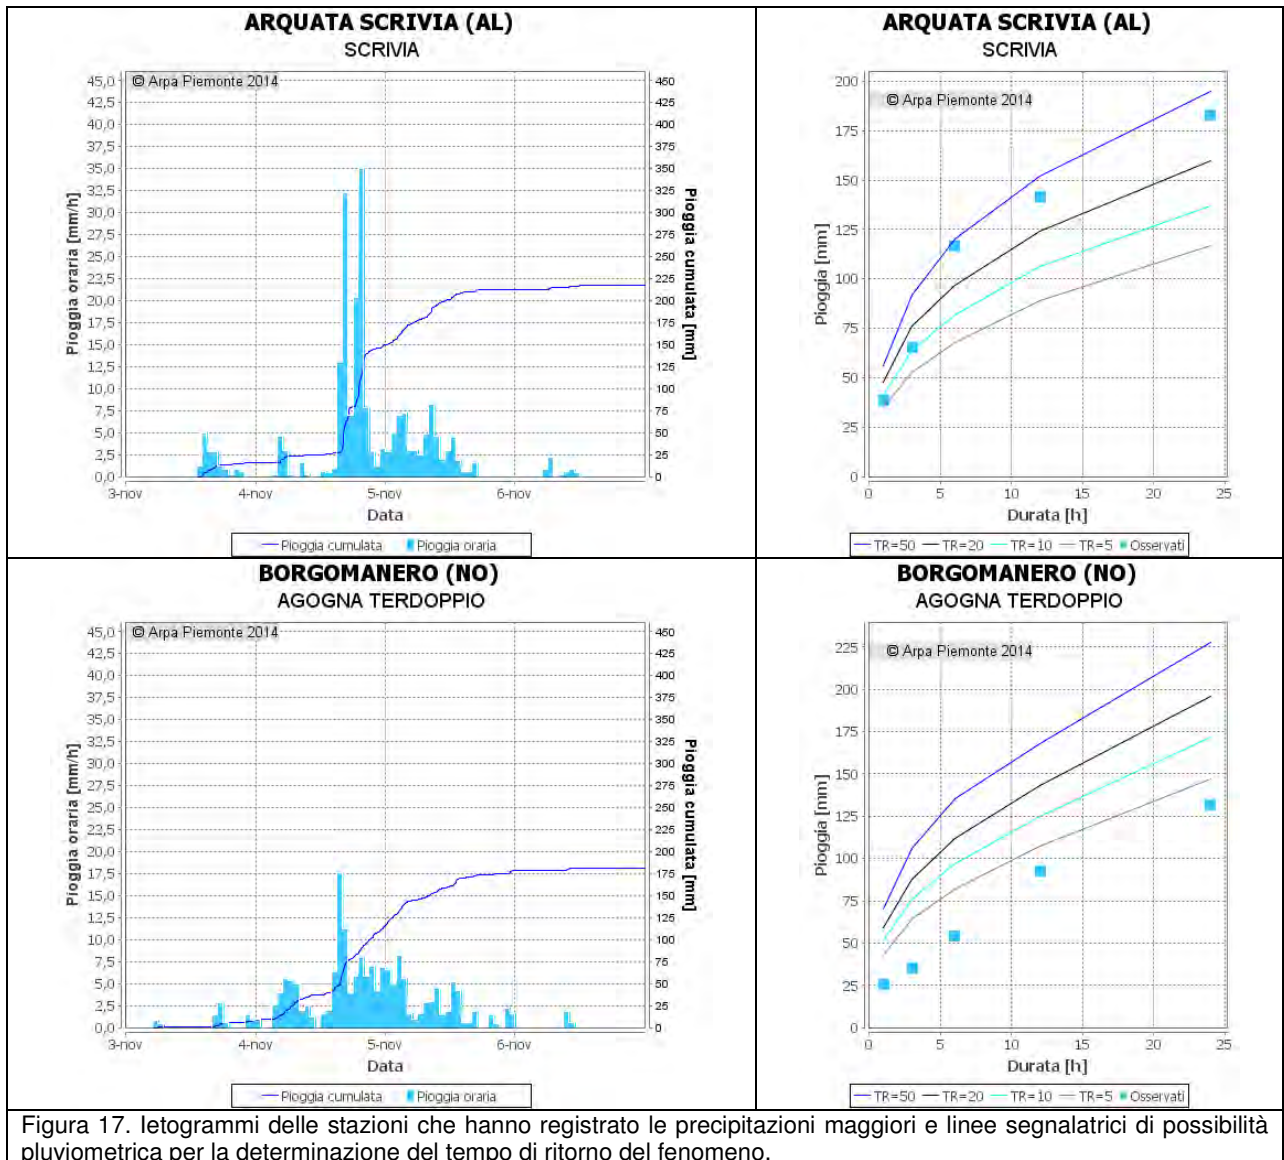 ARQUATA SCRIVIA (AL)
SCRIVIA
© Arpa Piemonte 2014
45,0
42,5
40,0
37,5
35,0
32,5
30,0
27,5
25,0
22,5
20,0
17,5
15,0
12,5
10,0
7,5
5,0
2,5
0,0
Pioggia oraria [mm/h]
450
425
400
375
350
325
300
275
250
225
200
175
150
125
100
75
50
25
0
Pioggia cumulata [mm]
3-nov 4-nov 5-nov 6-nov
Data
Pioggia cumulata Pioggia oraria
ARQUATA SCRIVIA (AL)
SCRIVIA
© Arpa Piemonte 2014
200
175
150
125
100
75
50
25
0
Pioggia [mm]
0 5 10 15 20 25
Durata [h]
TR=50 TR=20 TR=10 TR=5 Osservati
BORGOMANERO (NO)
AGOGNA TERDOPPIO
© Arpa Piemonte 2014
45,0
42,5
40,0
37,5
35,0
32,5
30,0
27,5
25,0
22,5
20,0
17,5
15,0
12,5
10,0
7,5
5,0
2,5
0,0
Pioggia oraria [mm/h]
450
425
400
375
350
325
300
275
250
225
200
175
150
125
100
75
50
25
0
Pioggia cumulata [mm]
3-nov 4-nov 5-nov 6-nov
Data
Pioggia cumulata Pioggia oraria
BORGOMANERO (NO)
AGOGNA TERDOPPIO
© Arpa Piemonte 2014
225
200
175
150
125
100
75
50
25
0
Pioggia [mm]
0 5 10 15 20 25
Durata [h]
TR=50 TR=20 TR=10 TR=5 Osservati
Figura 17. Ietogrammi delle stazioni che hanno registrato le precipitazioni maggiori e linee segnalatrici di possibilità
pluviometrica per la determinazione del tempo di ritorno del fenomeno.